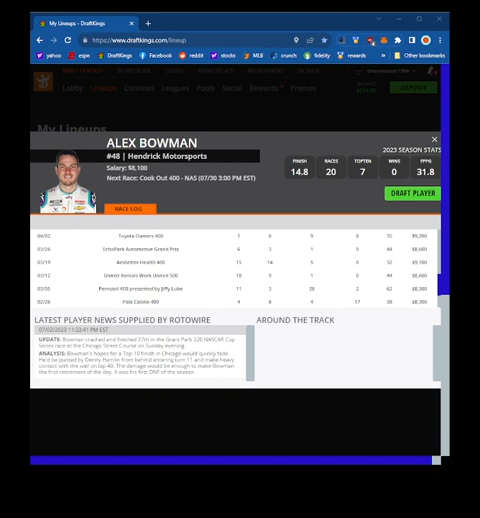 My Lineups - DraftKings
https://www.draftkings.com/lineup
yahoo espn DraftKings Facebook reddit stocks MLB crunch fidelity rewards » Other bookmarks
Lobby Lineups Contests Leagues Pools Social Rewards Promos
My Lineups
ALEX BOWMAN
#48 | Hendrick Motorsports
Salary: $8,100
Next Race: Cook Out 400 - NAS (07/30 3:00 PM EST)
2023 SEASON STATS
FINISH RACES TOPTEN WINS FPPG
14.8 20 7 0 31.8
DRAFT PLAYER
RACE LOG
04/02 Toyota Owners 400 1 8 9 8 35 $9,200
03/26 EchoPark Automotive Grand Prix 6 3 1 0 44 $8,600
03/19 Ambetter Health 400 15 14 5 0 32 $9,100
03/12 United Rentals Work United 500 18 9 1 0 44 $8,600
03/05 Pennzoil 400 presented by Jiffy Lube 11 3 28 2 62 $8,500
02/26 Pala Casino 400 4 8 4 17 38 $8,300
LATEST PLAYER NEWS SUPPLIED BY ROTOWIRE
07/02/2023 11:23:41 PM EST
UPDATE: Bowman crashed and finished 37th in the Grant Park 220 NASCAR Cup
Series race at the Chicago Street Course on Sunday evening.
ANALYSIS: Bowman's hopes for a Top 10 finish in Chicago would quickly fade.
He'd be punted by Denny Hamlin from behind entering turn 11 and make heavy
contact with the wall on lap 40. The damage would be enough to make Bowman
the first retirement of the day. It was his first DNF of the season.
AROUND THE TRACK